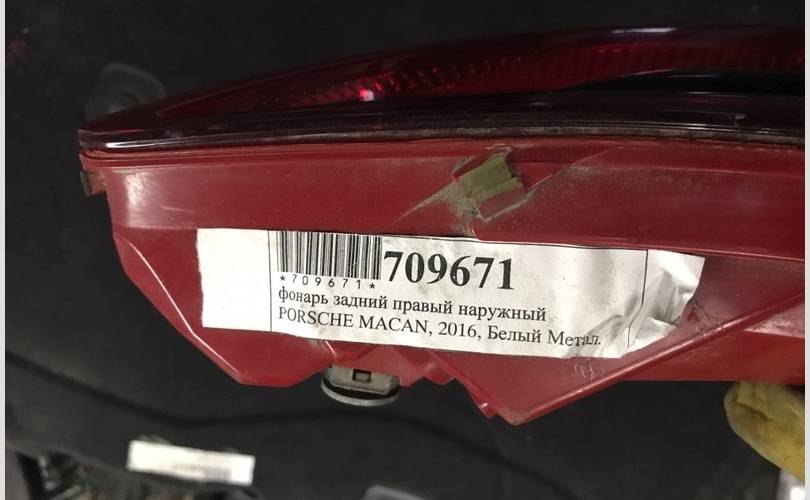 709671
*709671*
фонарь задний правый наружный
PORSCHE MACAN, 2016, Белый Метал.